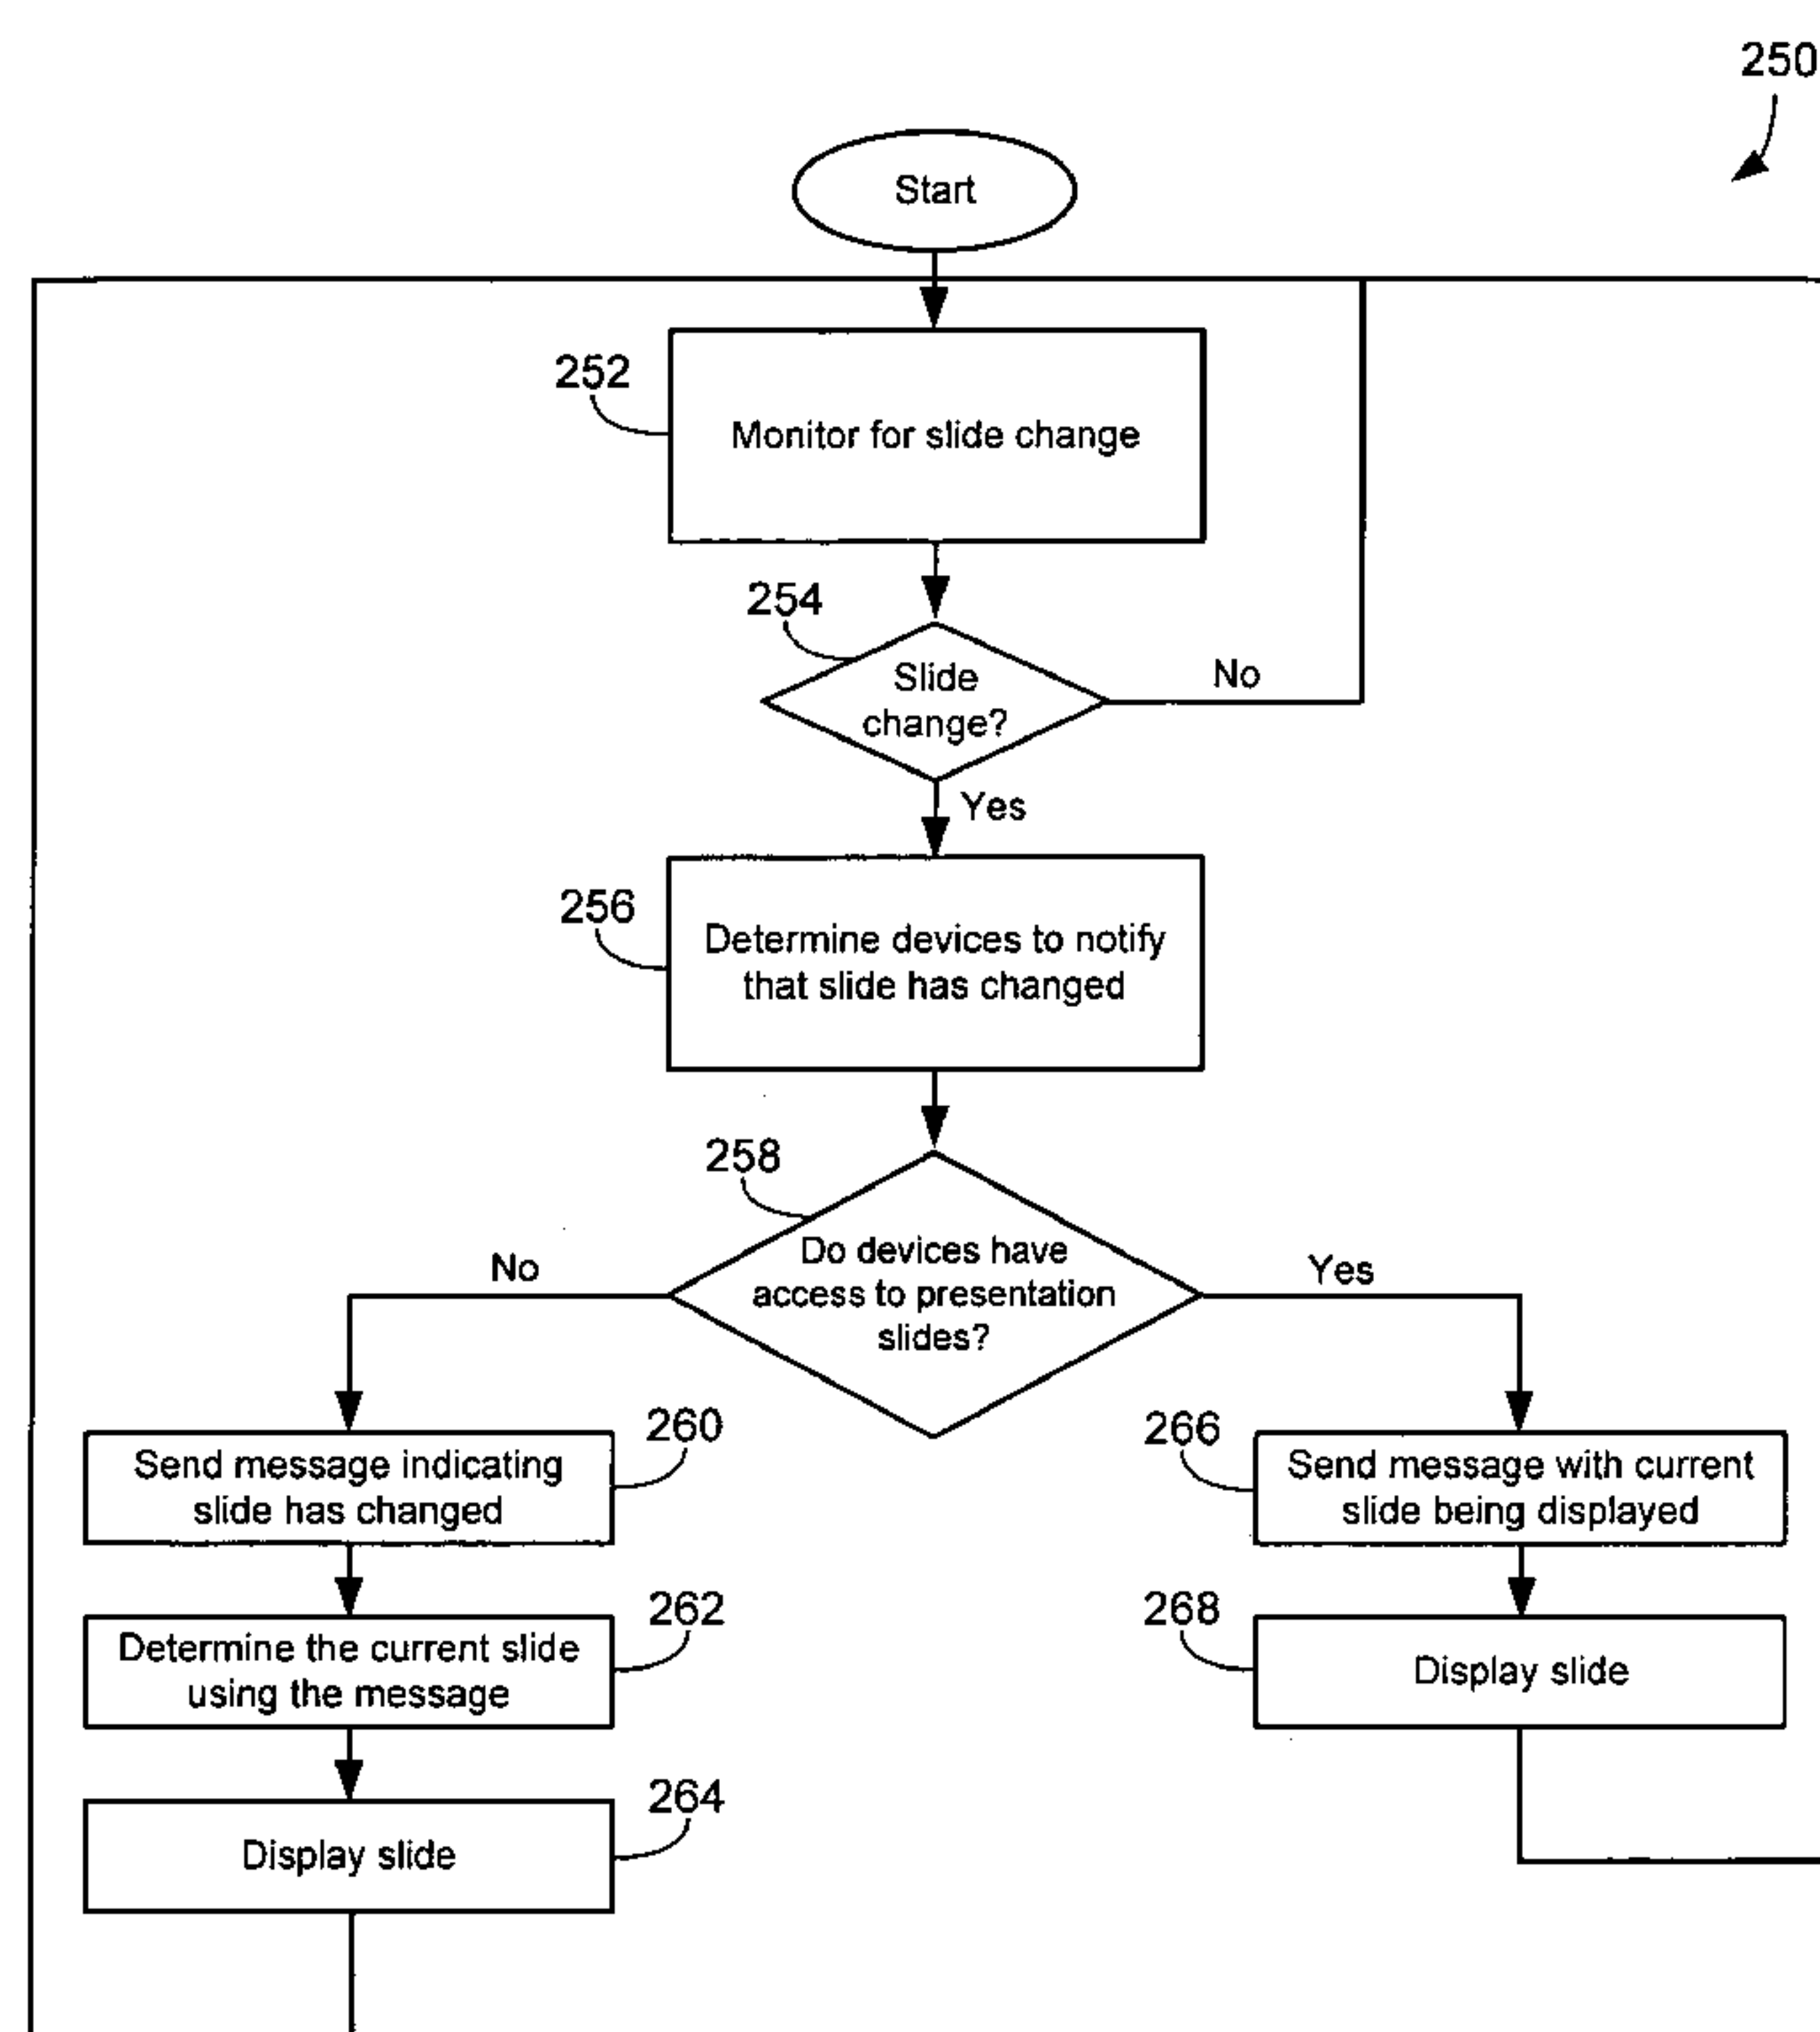 250
Start
252
Monitor for slide change
254
Slide
change?
No
Yes
256
Determine devices to notify
that slide has changed
258
Do devices have
access to presentation
slides?
No
Yes
260
Send message indicating
slide has changed
266
Send message with current
slide being displayed
262
Determine the current slide
using the message
268
Display slide
264
Display slide